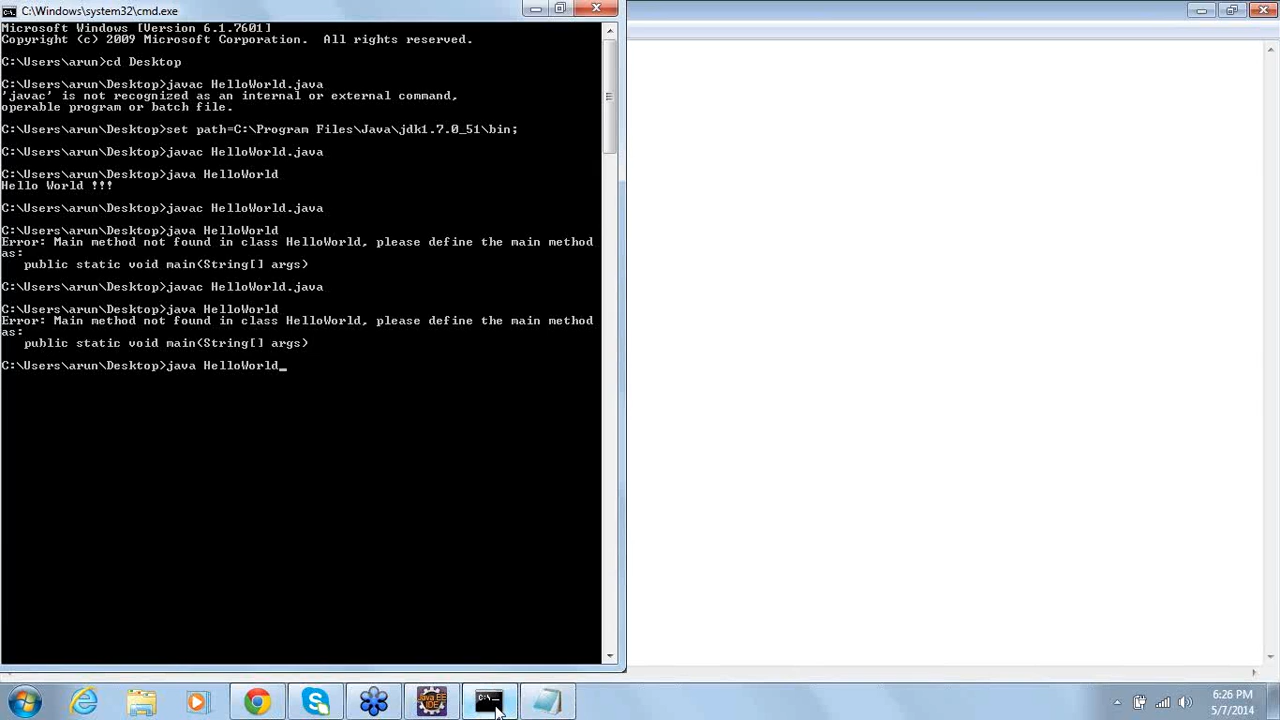 C:\Windows\system32\cmd.exe
Microsoft Windows [Version 6.1.7601]
Copyright (c) 2009 Microsoft Corporation.  All rights reserved.
C:\Users\arun>cd Desktop
C:\Users\arun\Desktop>javac HelloWorld.java
'javac' is not recognized as an internal or external command,
operable program or batch file.
C:\Users\arun\Desktop>set path=C:\Program Files\Java\jdk1.7.0_51\bin;
C:\Users\arun\Desktop>javac HelloWorld.java
C:\Users\arun\Desktop>java HelloWorld
Hello World !!!
C:\Users\arun\Desktop>javac HelloWorld.java
C:\Users\arun\Desktop>java HelloWorld
Error: Main method not found in class HelloWorld, please define the main method
as:
public static void main(String[] args)
C:\Users\arun\Desktop>javac HelloWorld.java
C:\Users\arun\Desktop>java HelloWorld
Error: Main method not found in class HelloWorld, please define the main method
as:
public static void main(String[] args)
C:\Users\arun\Desktop>java HelloWorld_
Java EE
IDE
C:\_
6:26 PM
5/7/2014